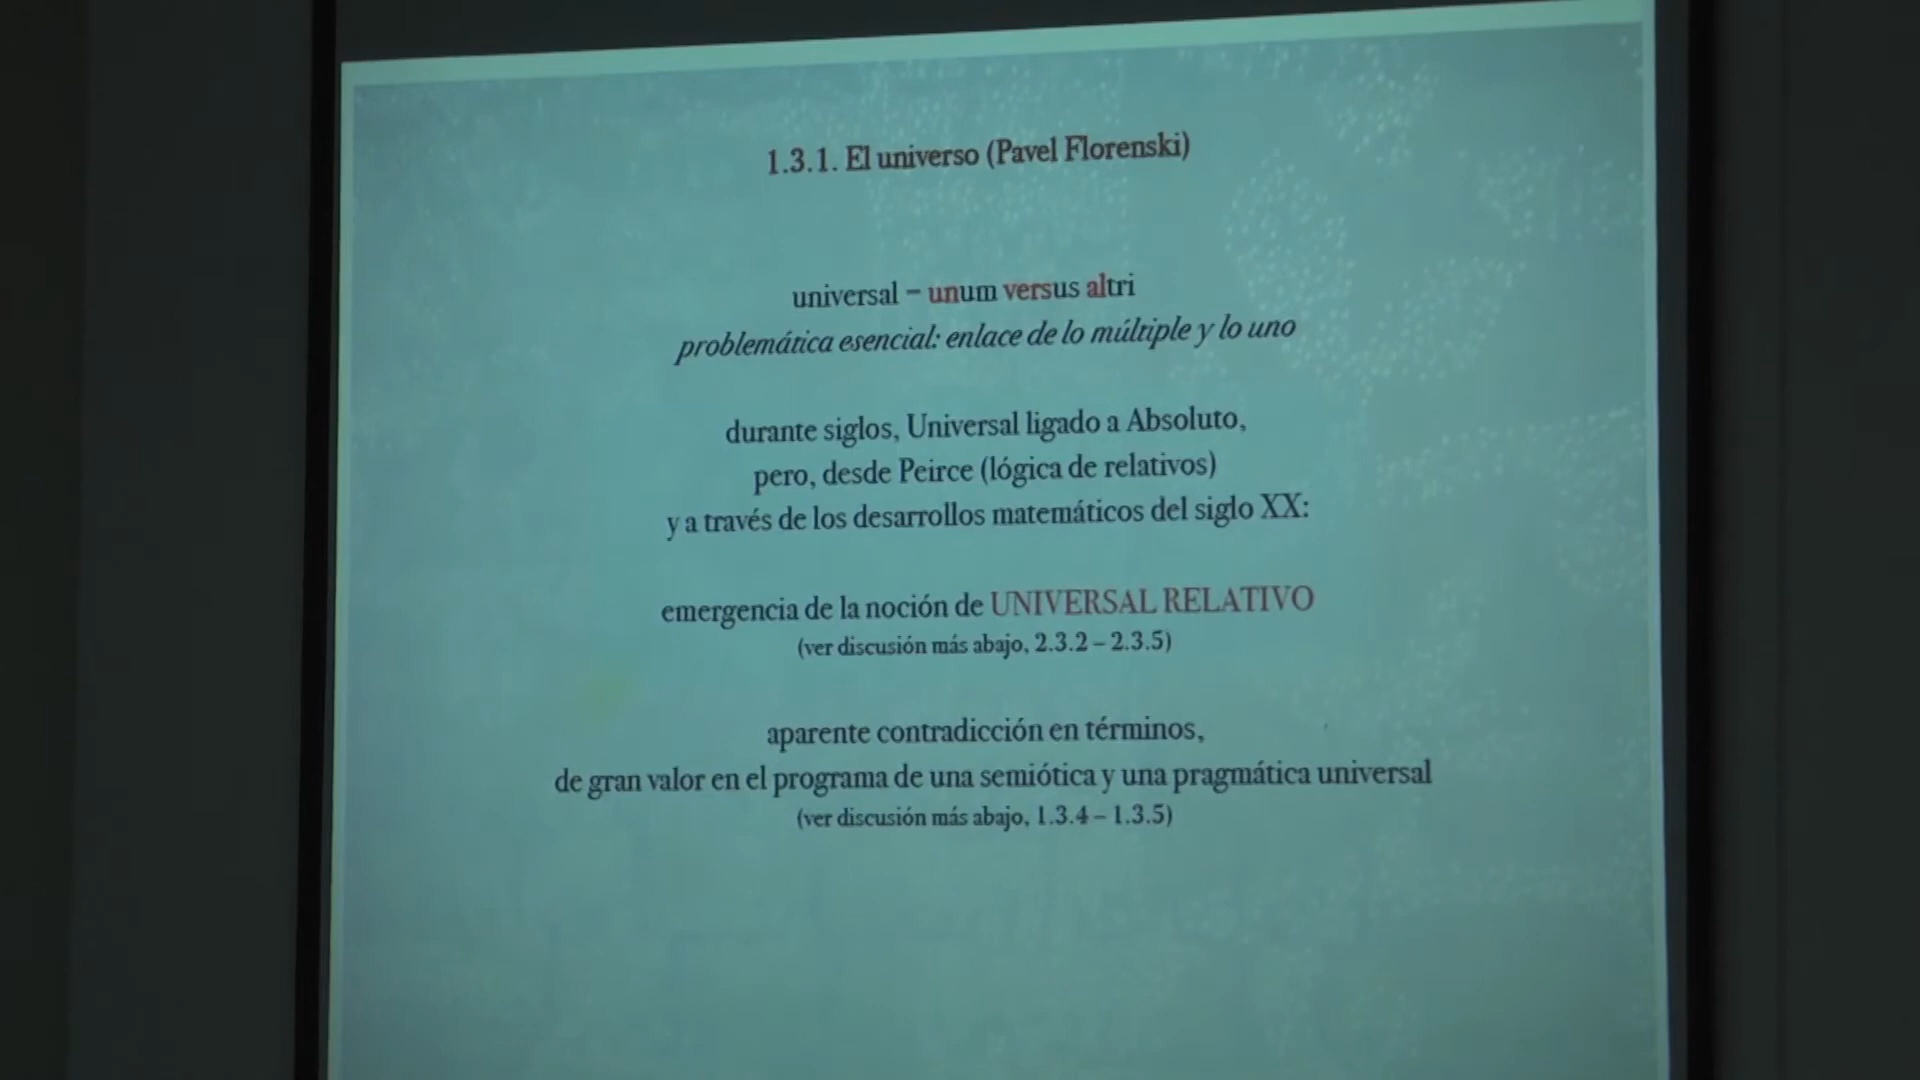 1.3.1. El universo (Pavel Florenski)
universal – unum versus altri
problemática esencial: enlace de lo múltiple y lo uno
durante siglos, Universal ligado a Absoluto,
pero, desde Peirce (lógica de relativos)
y a través de los desarrollos matemáticos del siglo XX:
emergencia de la noción de UNIVERSAL RELATIVO
(ver discusión más abajo, 2.3.2 – 2.3.5)
aparente contradicción en términos,
de gran valor en el programa de una semiótica y una pragmática universal
(ver discusión más abajo, 1.3.4 – 1.3.5)